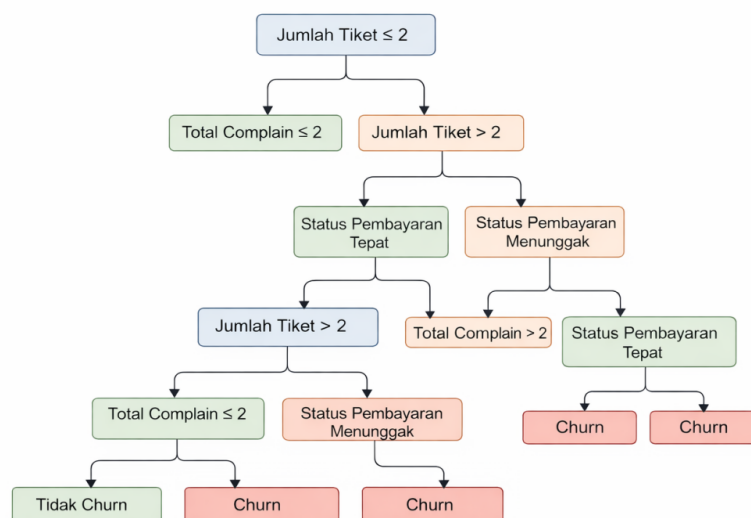 Jumlah Tiket ≤ 2
Total Complain ≤ 2
Jumlah Tiket > 2
Status Pembayaran
Tepat
Status Pembayaran
Menunggak
Jumlah Tiket > 2
Total Complain > 2
Status Pembayaran
Tepat
Total Complain ≤ 2
Status Pembayaran
Menunggak
Churn
Churn
Tidak Churn
Churn
Churn